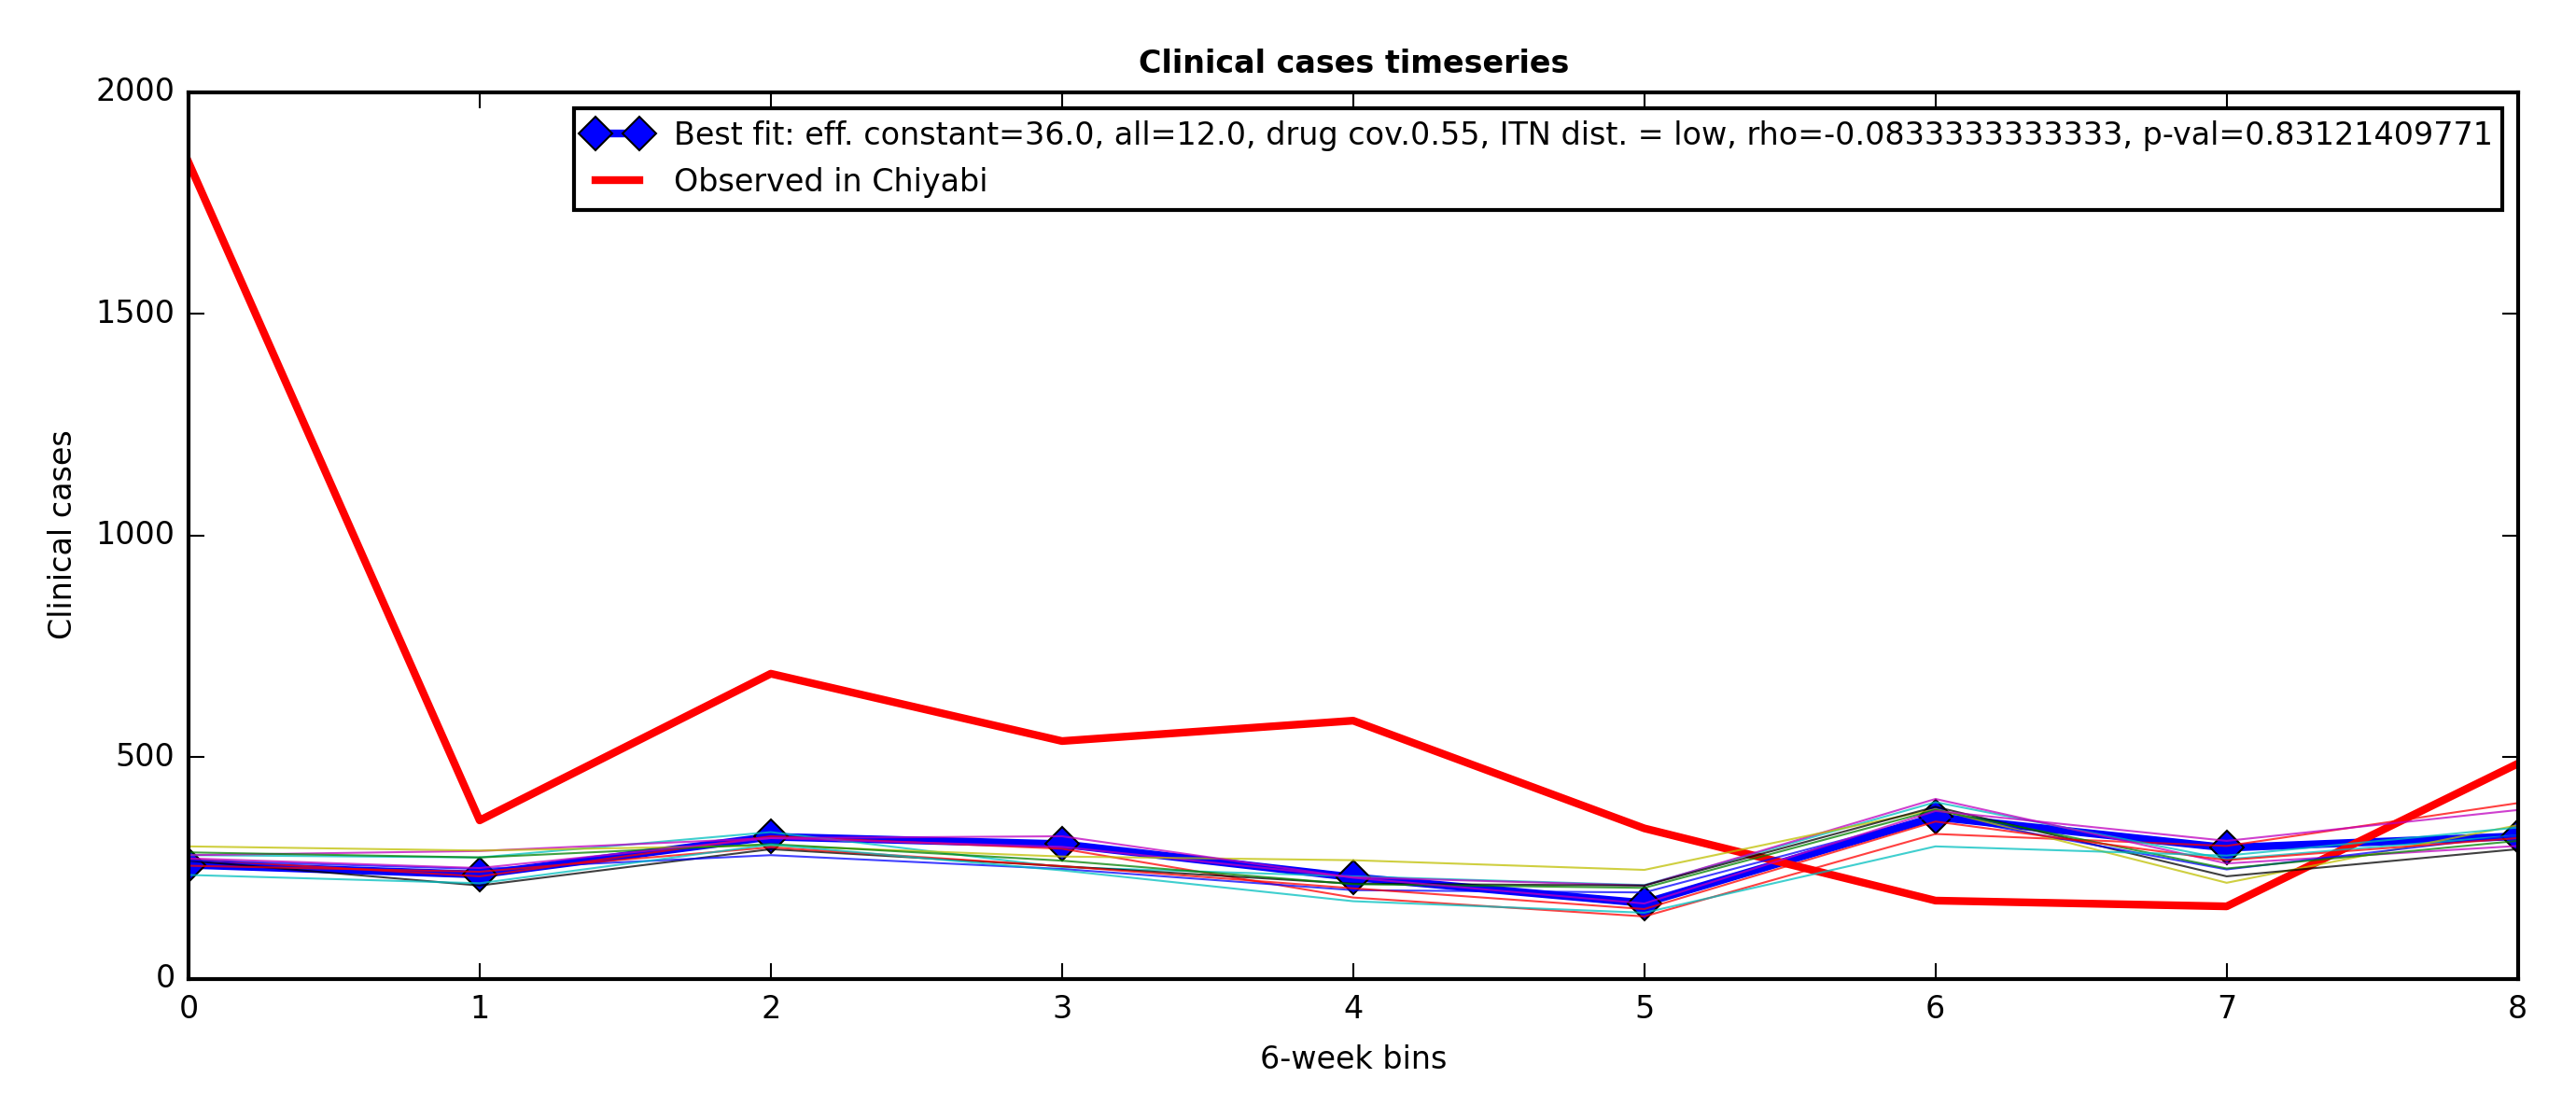 Clinical cases timeseries
2000
1500
1000
500
0
Clinical cases
Best fit: eff. constant=36.0, all=12.0, drug cov.0.55, ITN dist. = low, rho=-0.0833333333333, p-val=0.83121409771
Observed in Chiyabi
0 1 2 3 4 5 6 7 8
6-week bins